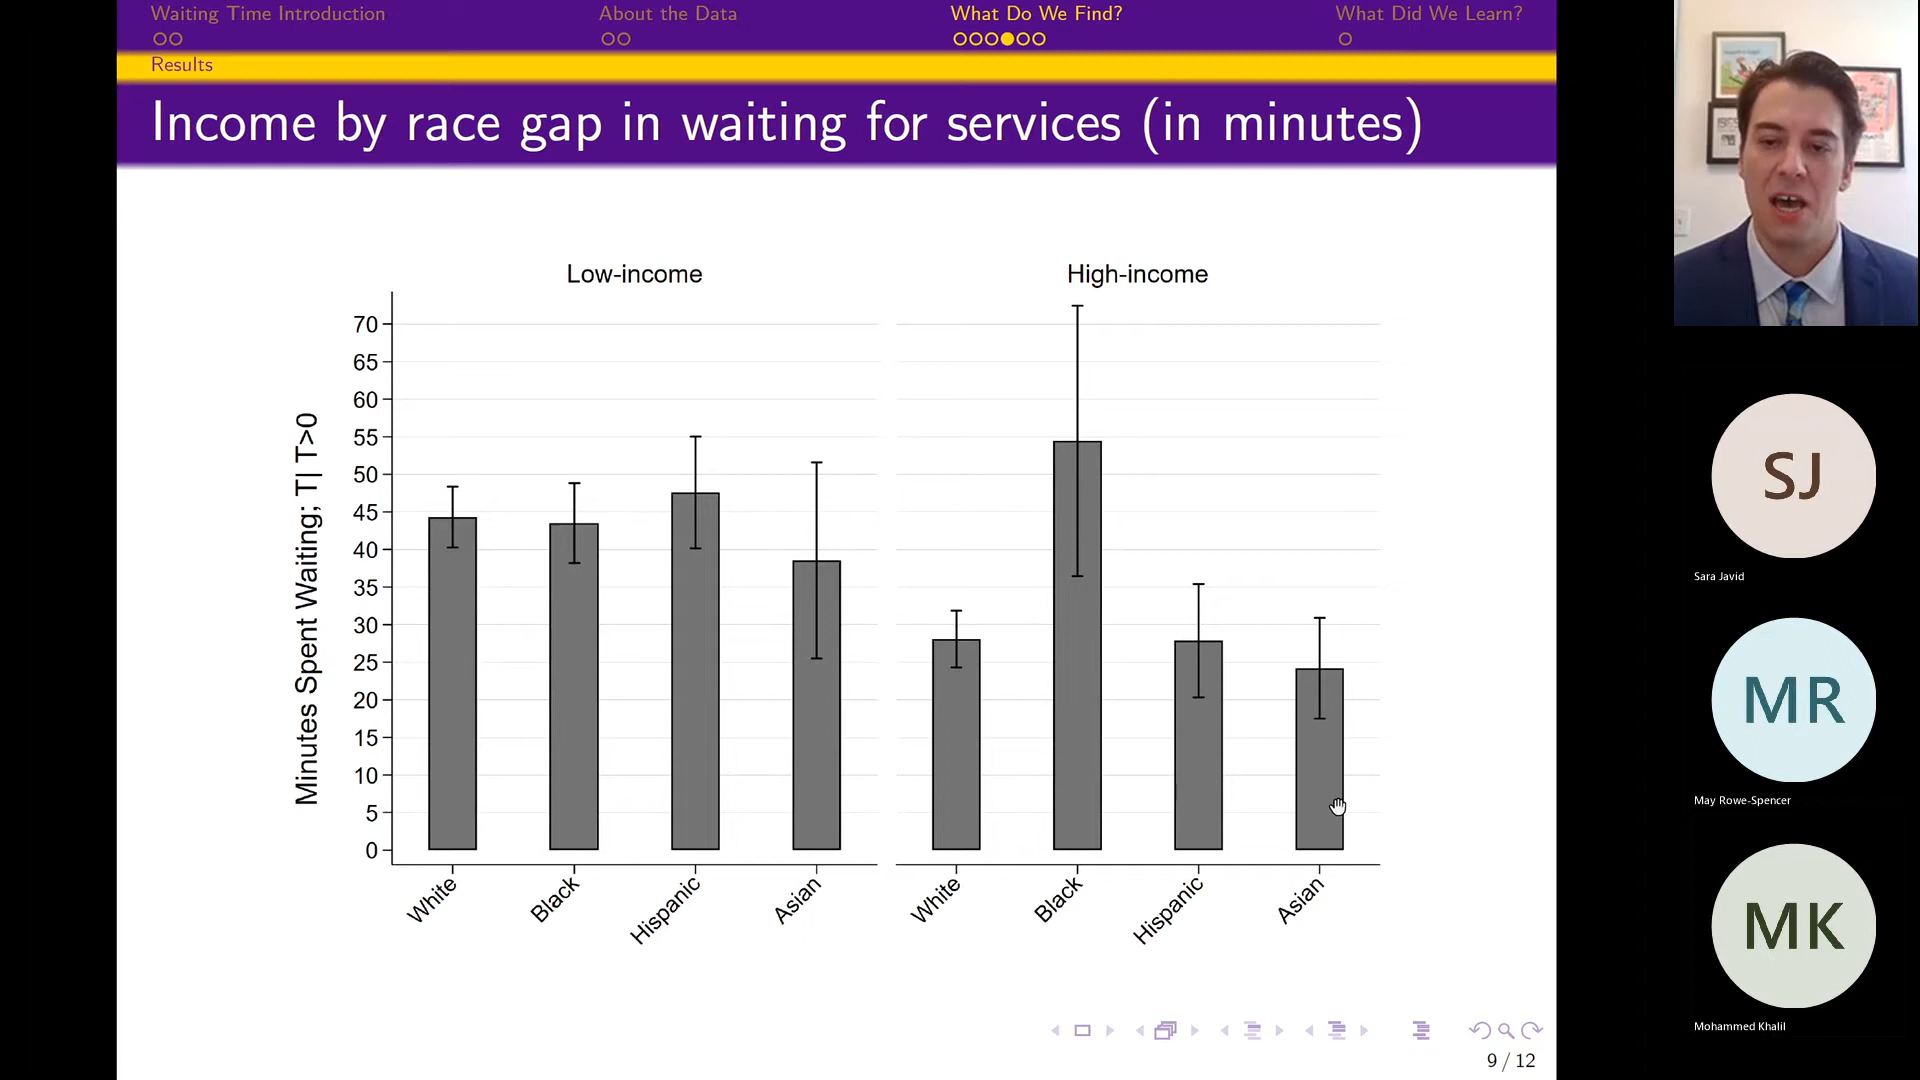 Waiting Time Introduction
About the Data
What Do We Find?
What Did We Learn?
Results
Income by race gap in waiting for services (in minutes)
Low-income
High-income
Minutes Spent Waiting; T| T>0
70
65
60
55
50
45
40
35
30
25
20
15
10
5
0
White
Black
Hispanic
Asian
White
Black
Hispanic
Asian
9 / 12
SJ
Sara Javid
MR
May Rowe-Spencer
MK
Mohammed Khalil